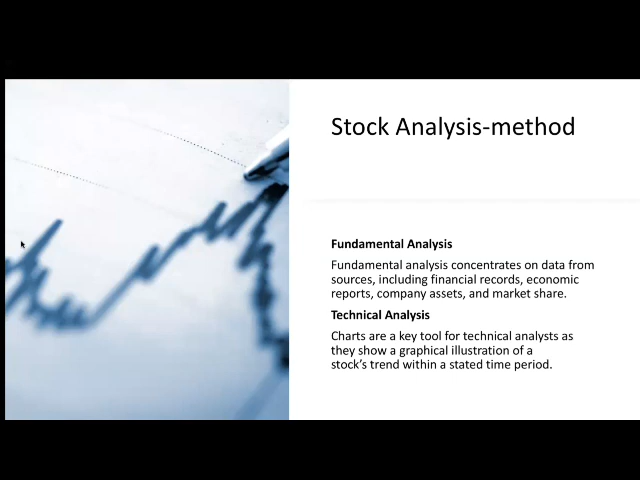 Stock Analysis-method
Fundamental Analysis
Fundamental analysis concentrates on data from
sources, including financial records, economic
reports, company assets, and market share.
Technical Analysis
Charts are a key tool for technical analysts as
they show a graphical illustration of a
stock’s trend within a stated time period.